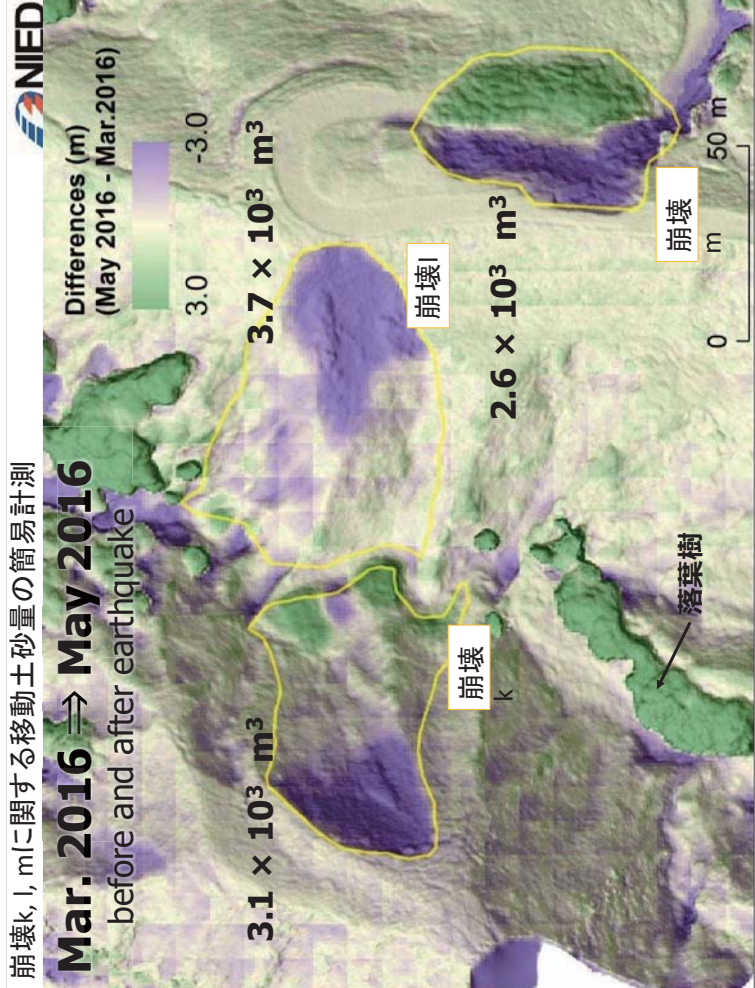 崩壊k, l, mに関する移動土砂量の簡易計測
NIED
Mar. 2016 ⇒ May 2016
before and after earthquake
Differences (m)
(May 2016 - Mar.2016)
3.0 -3.0
3.1 × 10³ m³
3.7 × 10³ m³
崩壊l
崩壊
k
2.6 × 10³ m³
崩壊
m
落葉樹
0 50 m